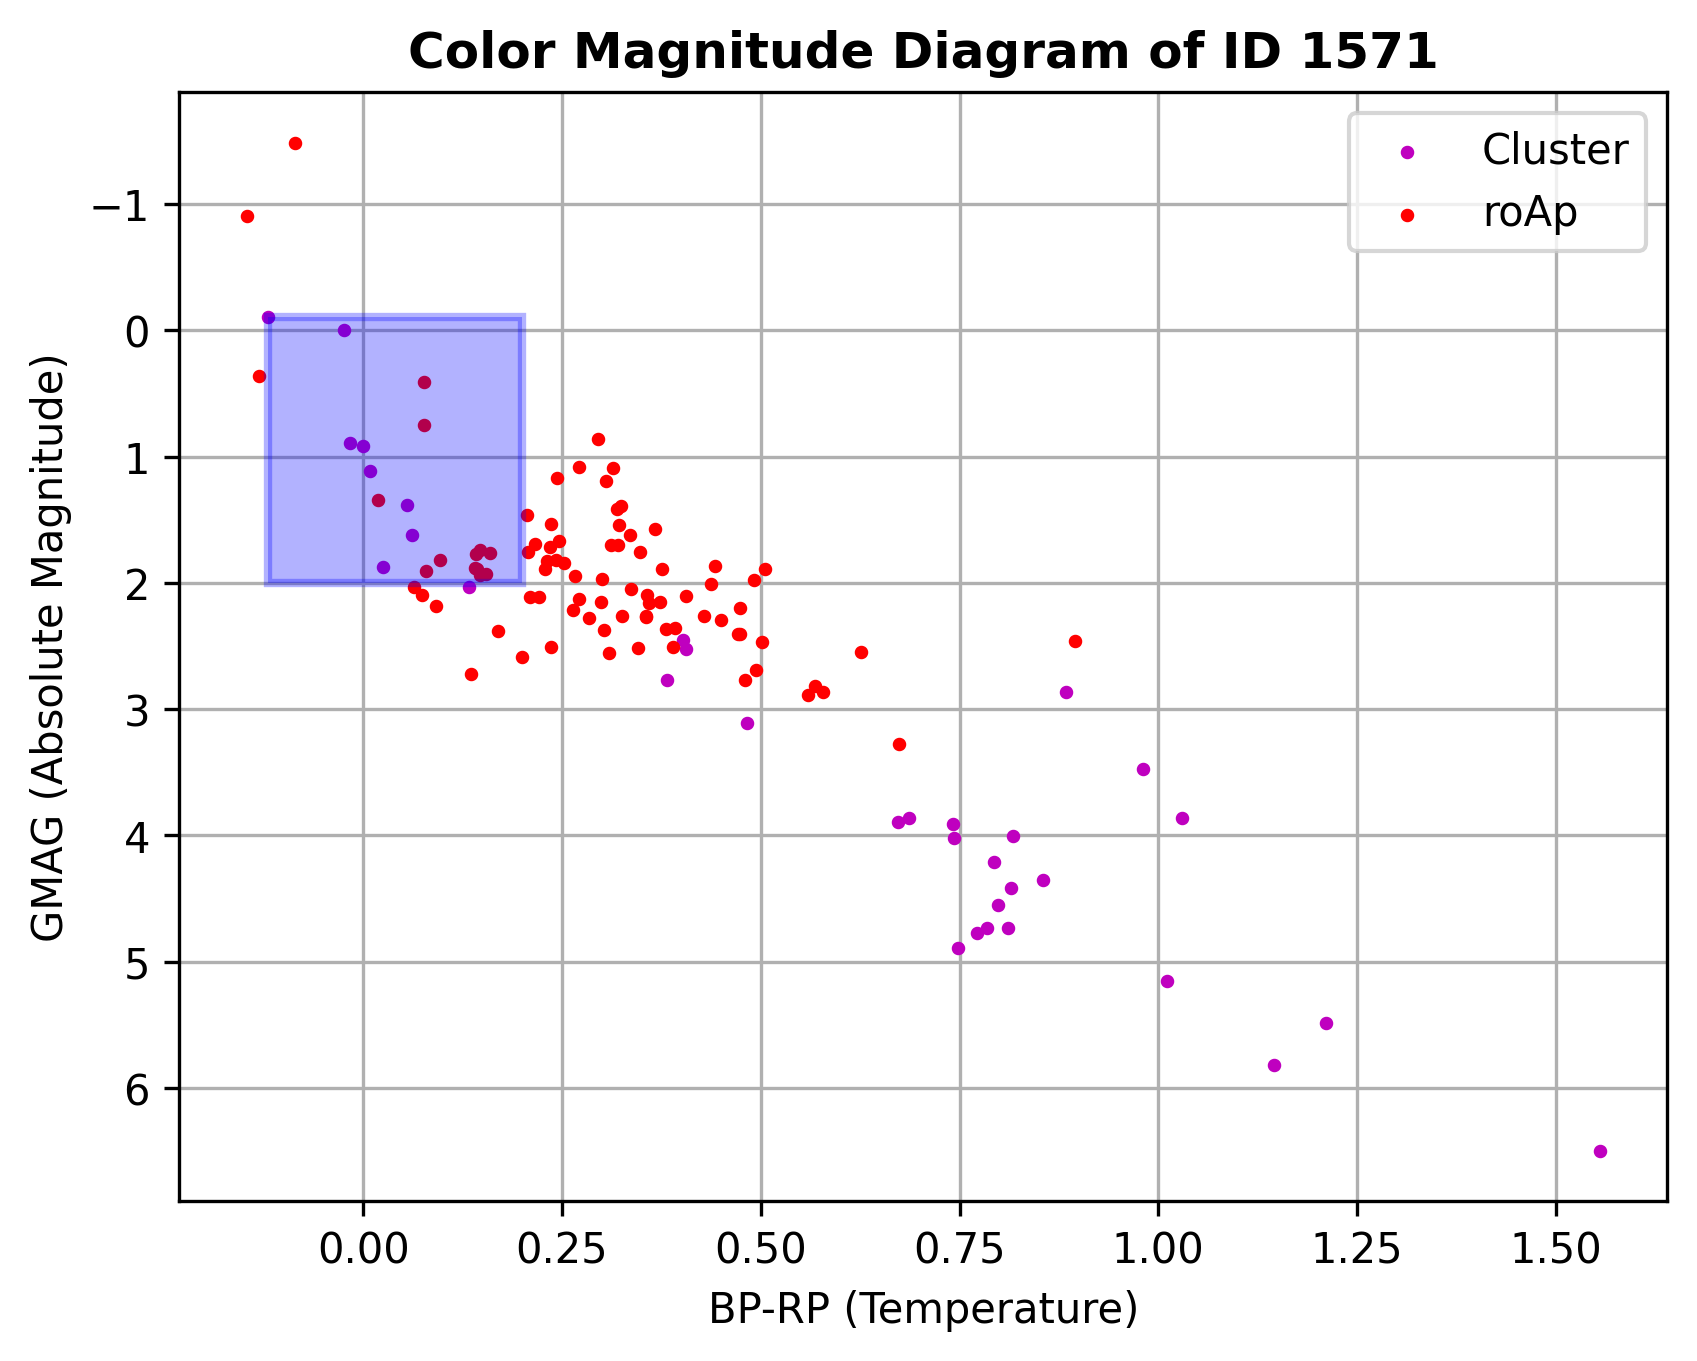 Color Magnitude Diagram of ID 1571
Cluster
roAp
GMAG (Absolute Magnitude)
−1
0
1
2
3
4
5
6
0.00 0.25 0.50 0.75 1.00 1.25 1.50
BP-RP (Temperature)